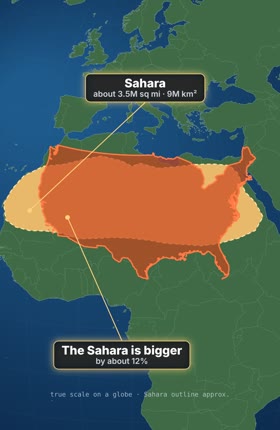 Sahara
about 3.5M sq mi · 9M km²
The Sahara is bigger
by about 12%
true scale on a globe · Sahara outline approx.